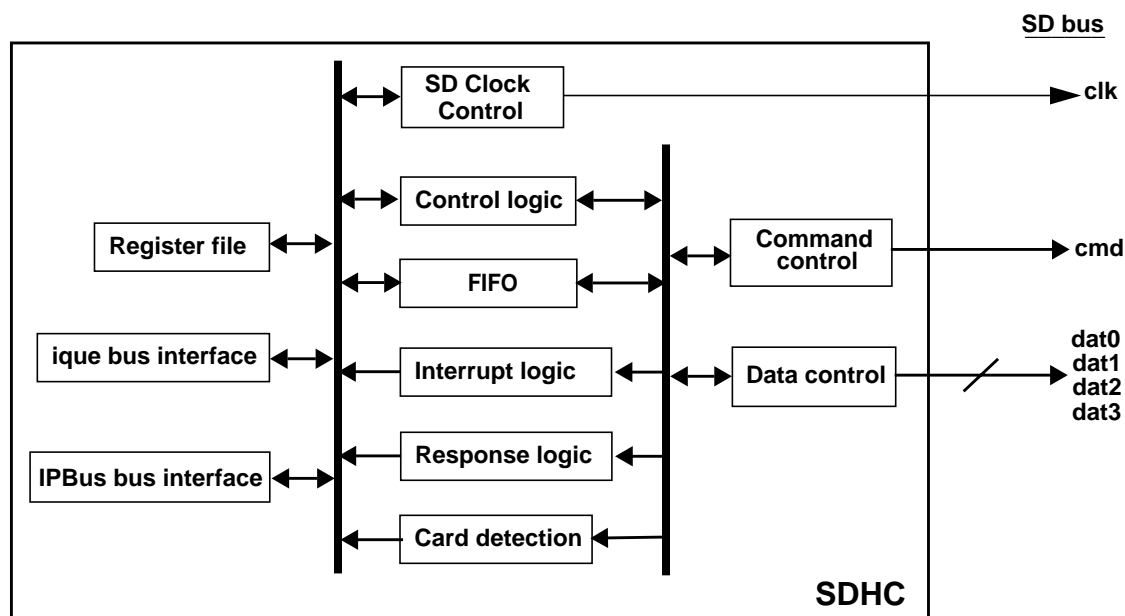 SD bus
SD Clock
Control
clk
Control logic
Register file
Command
control
cmd
FIFO
ique bus interface
Interrupt logic
Data control
dat0
dat1
dat2
dat3
Response logic
IPBus bus interface
Card detection
SDHC